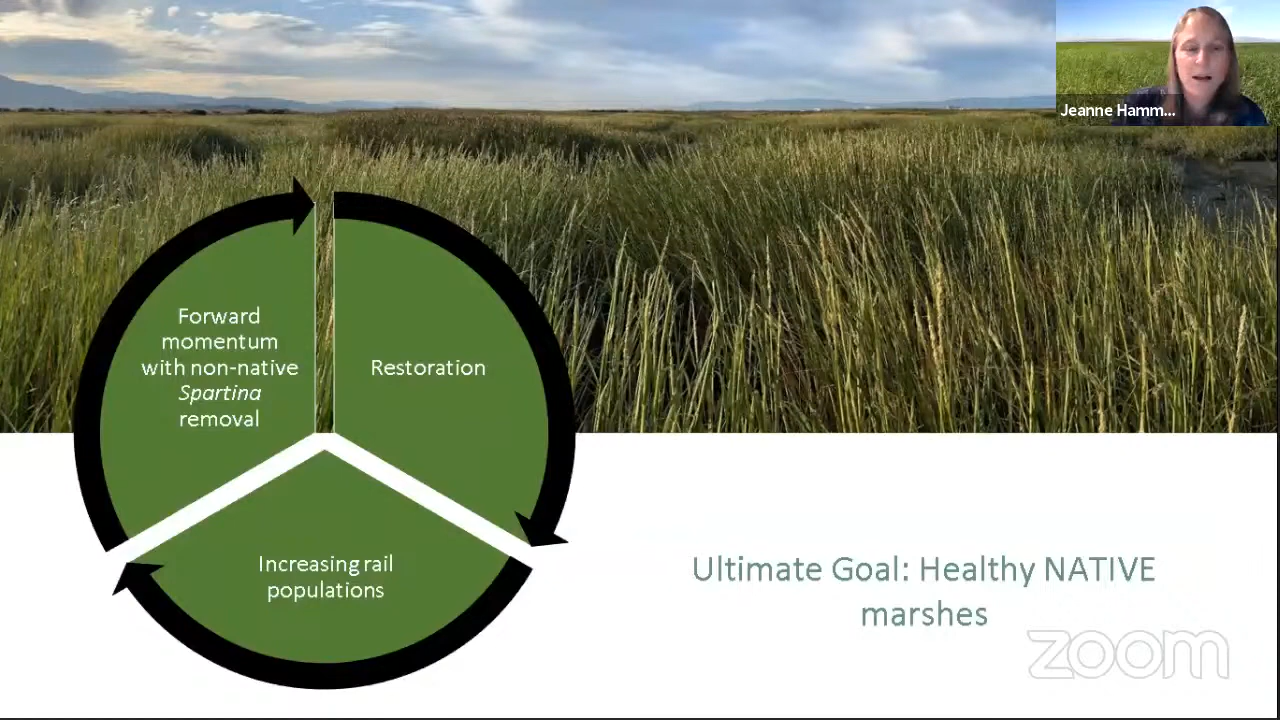 Jeanne Hamm...
Forward
momentum
with non-native
Spartina
removal
Restoration
Increasing rail
populations
Ultimate Goal: Healthy NATIVE
marshes
zoom